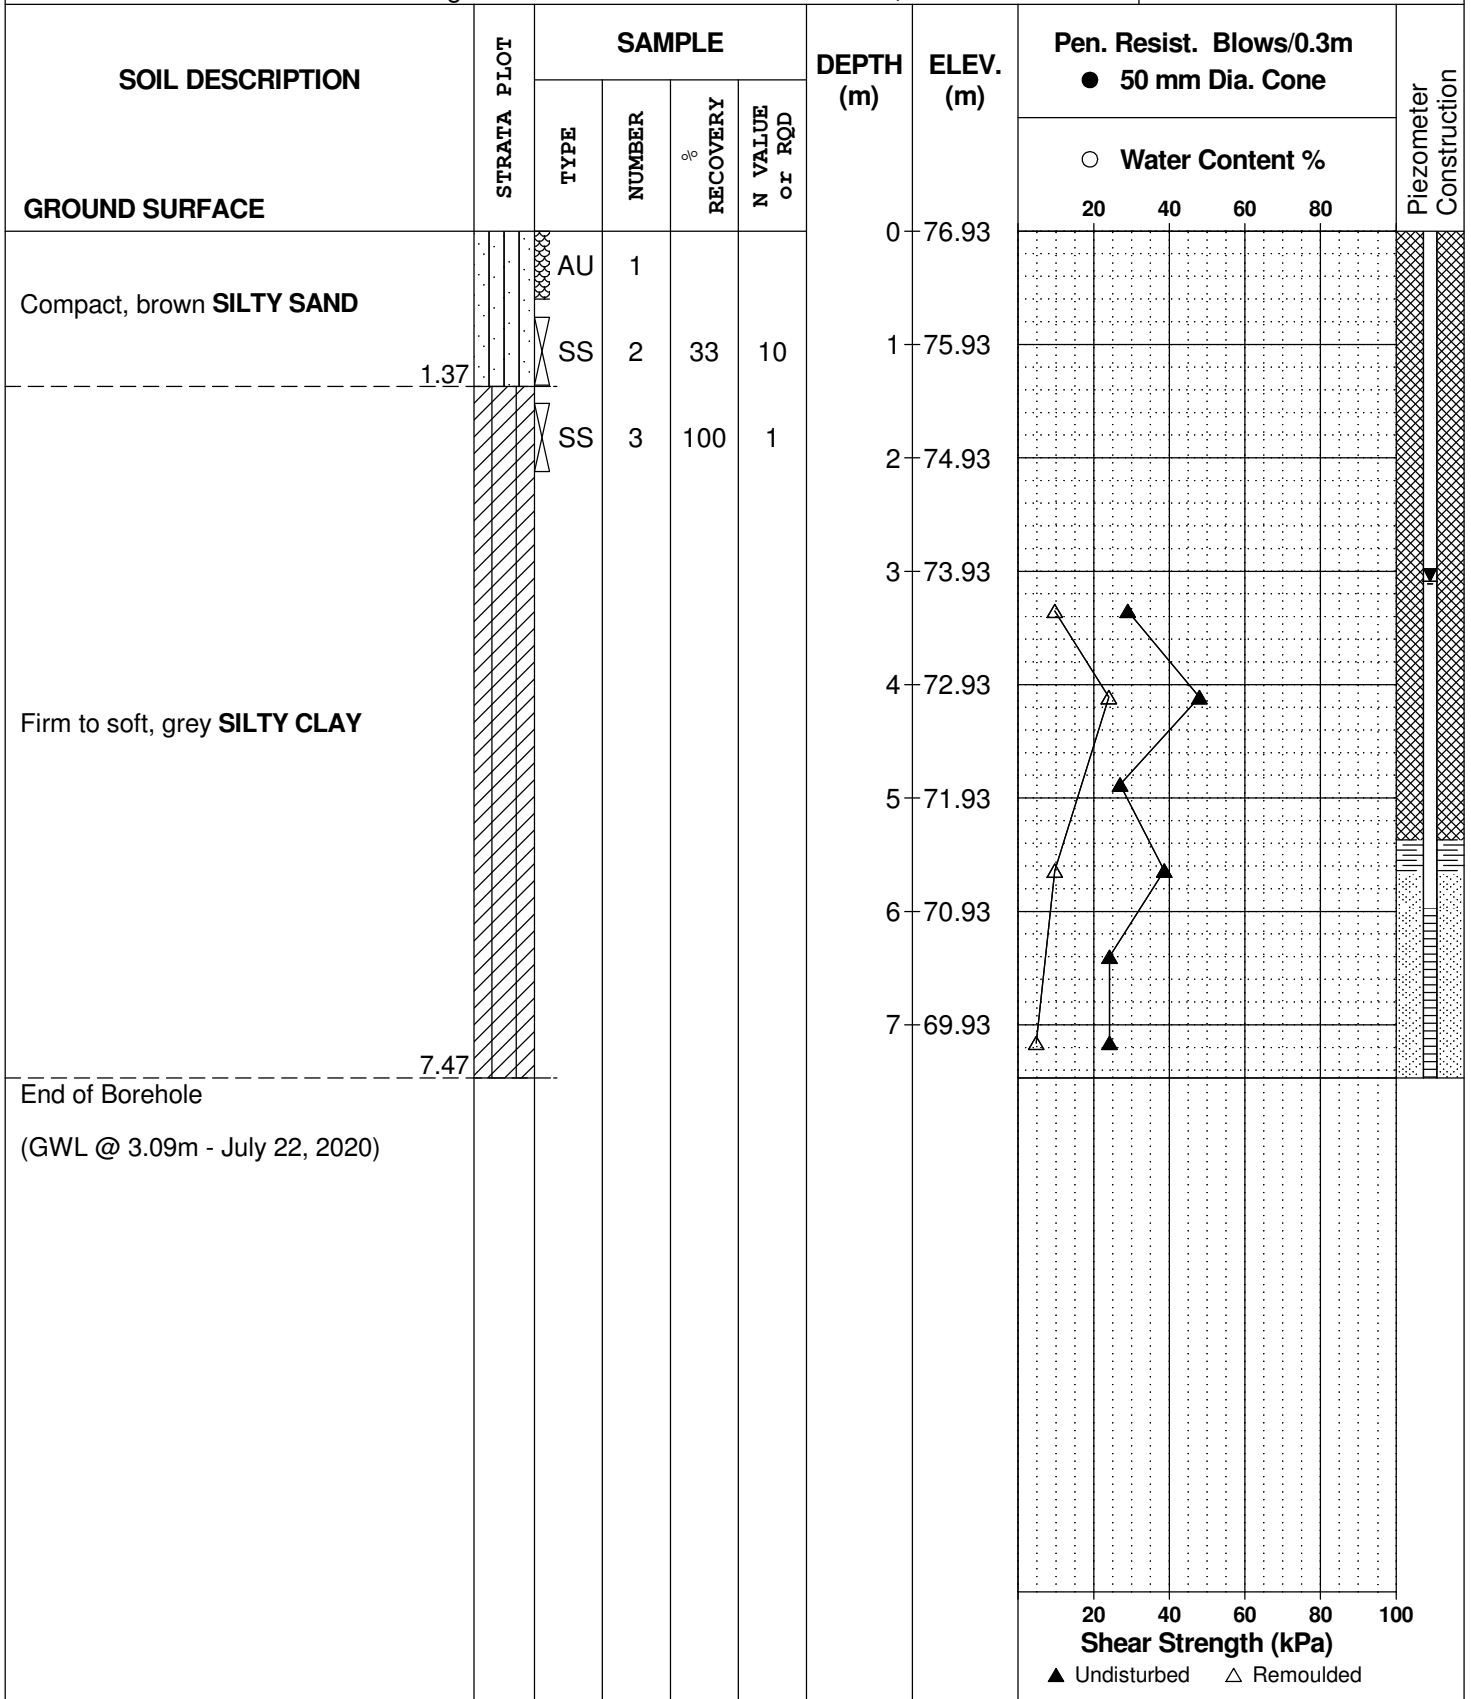 SOIL DESCRIPTION
GROUND SURFACE
STRATA PLOT
SAMPLE
TYPE
NUMBER
%
RECOVERY
N VALUE
or RQD
DEPTH
(m)
ELEV.
(m)
Pen. Resist. Blows/0.3m
● 50 mm Dia. Cone
○ Water Content %
20 40 60 80
Piezometer
Construction
0 76.93
AU 1
Compact, brown SILTY SAND
SS 2 33 10
1 75.93
1.37
SS 3 100 1
2 74.93
3 73.93
4 72.93
Firm to soft, grey SILTY CLAY
5 71.93
6 70.93
7 69.93
7.47
End of Borehole
(GWL @ 3.09m - July 22, 2020)
20 40 60 80 100
Shear Strength (kPa)
▲ Undisturbed △ Remoulded